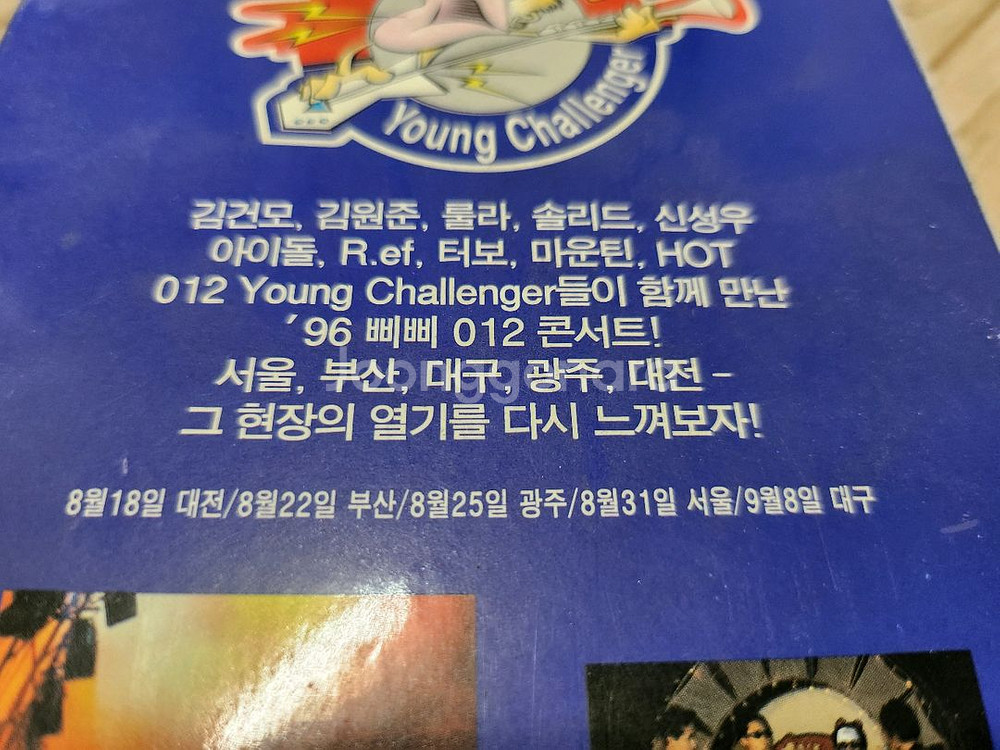 Young Challenger
김건모, 김원준, 룰라, 솔리드, 신성우
아이돌, R.ef, 터보, 마운틴, HOT
012 Young Challenger들이 함께 만난
´96 삐삐 012 콘서트!
서울, 부산, 대구, 광주, 대전 -
그 현장의 열기를 다시 느껴보자!
8월18일 대전/8월22일 부산/8월25일 광주/8월31일 서울/9월8일 대구